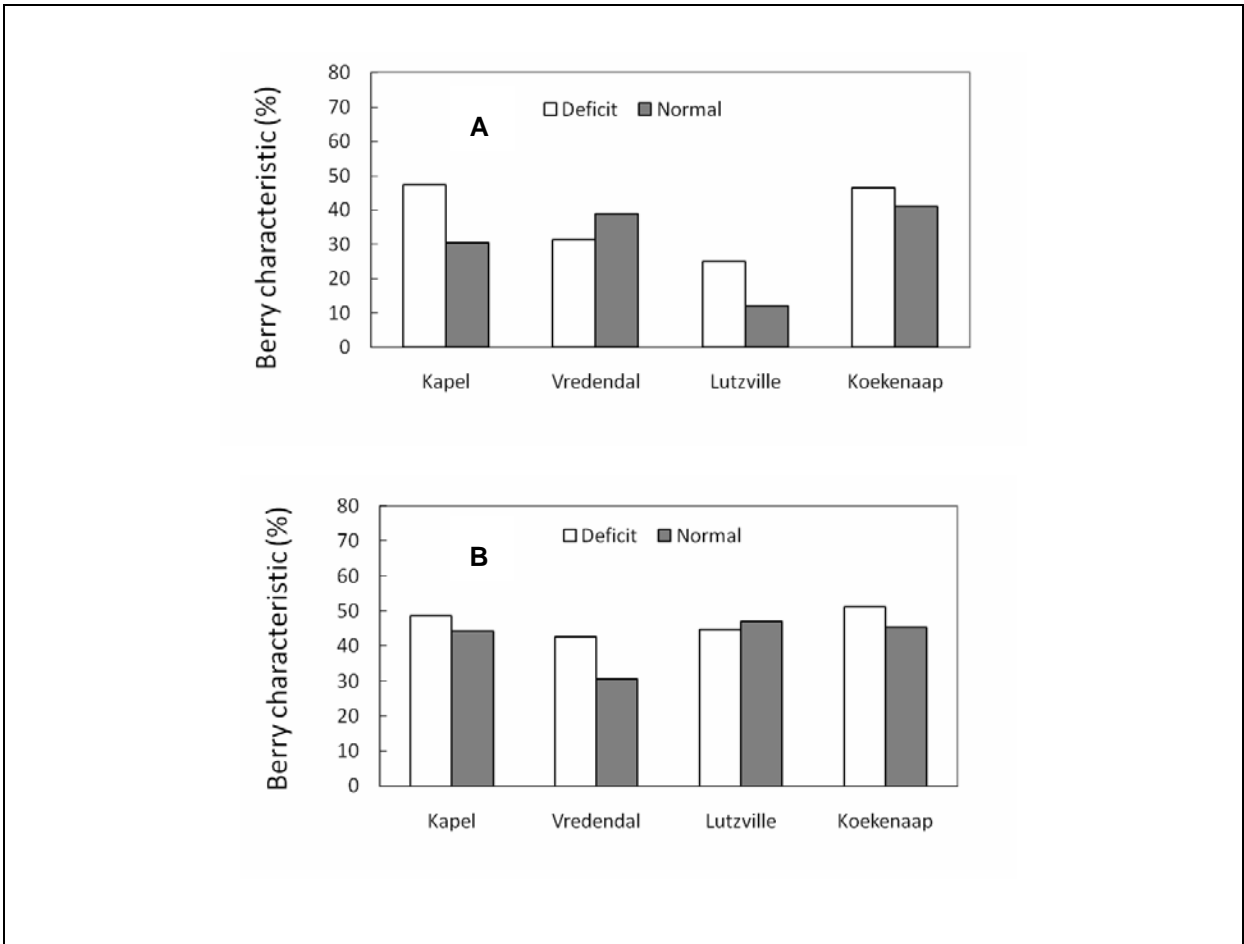 80
70
60
50
40
30
20
10
0
Berry characteristic (%)
A
Deficit Normal
Kapel Vredendal Lutzville Koekenaap
80
70
60
50
40
30
20
10
0
Berry characteristic (%)
B
Deficit Normal
Kapel Vredendal Lutzville Koekenaap